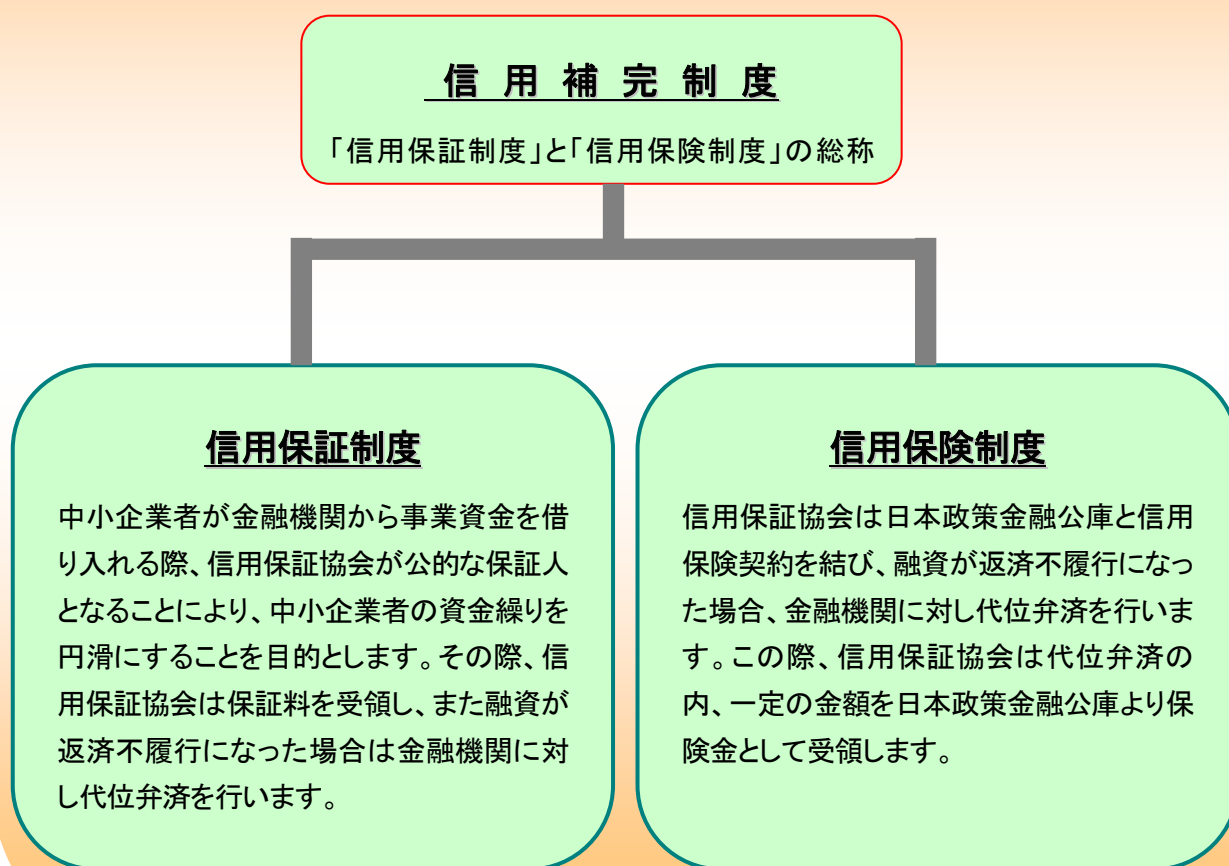 信用補完制度
「信用保証制度」と「信用保険制度」の総称
信用保証制度
中小企業者が金融機関から事業資金を借
り入れる際、信用保証協会が公的な保証人
となることにより、中小企業者の資金繰りを
円滑にすることを目的とします。その際、信
用保証協会は保証料を受領し、また融資が
返済不履行になった場合は金融機関に対
し代位弁済を行います。
信用保険制度
信用保証協会は日本政策金融公庫と信用
保険契約を結び、融資が返済不履行になっ
た場合、金融機関に対し代位弁済を行いま
す。この際、信用保証協会は代位弁済の
内、一定の金額を日本政策金融公庫より保
険金として受領します。